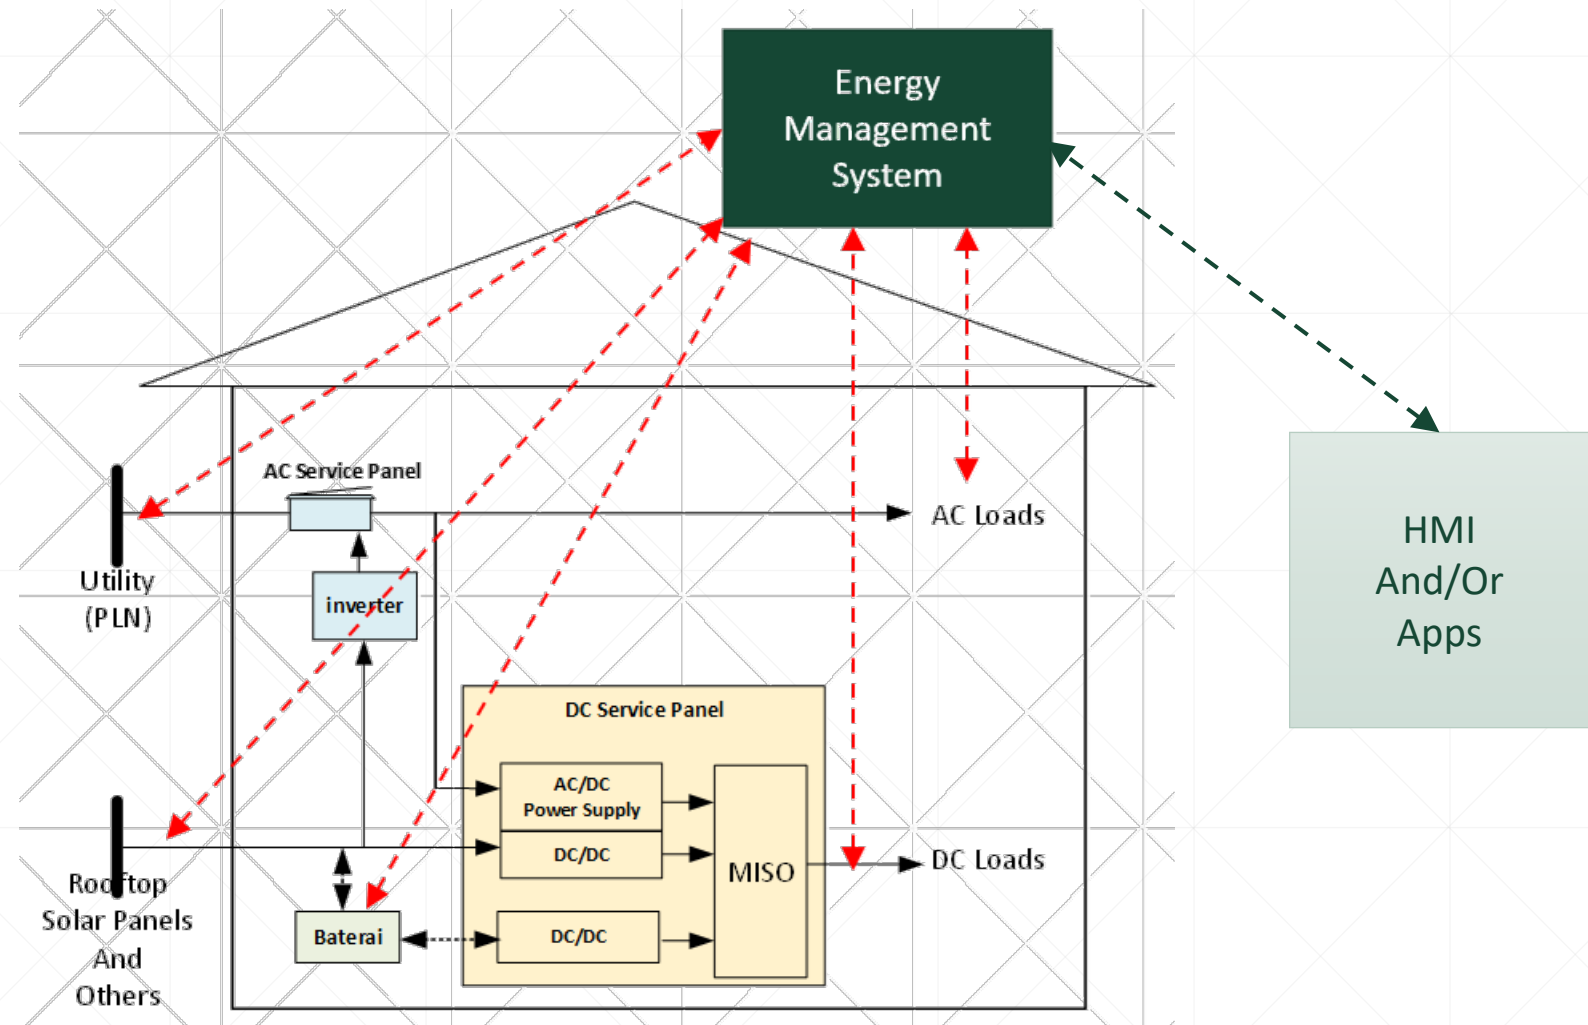 Energy
Management
System
AC Service Panel
AC Loads
Utility
(PLN)
inverter
HMI
And/Or
Apps
DC Service Panel
AC/DC
Power Supply
DC/DC
MISO
DC Loads
Rooftop
Solar Panels
And
Others
Baterai
DC/DC